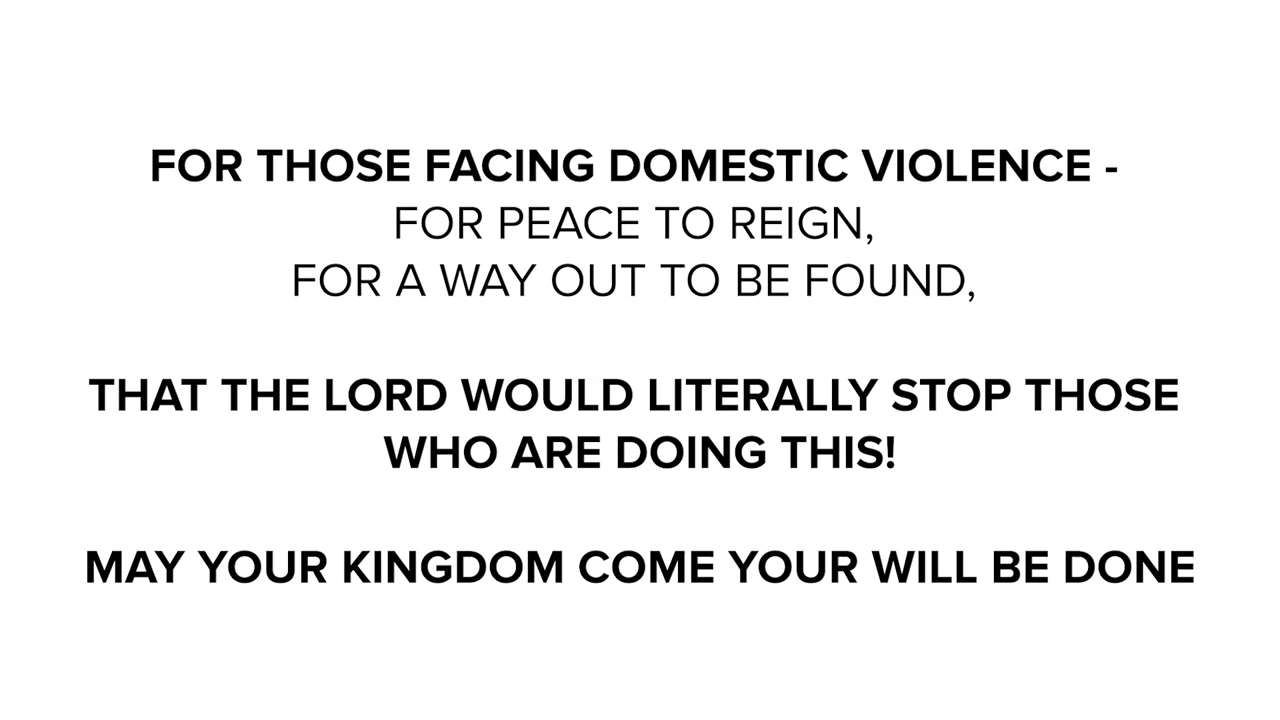 FOR THOSE FACING DOMESTIC VIOLENCE -
FOR PEACE TO REIGN,
FOR A WAY OUT TO BE FOUND,
THAT THE LORD WOULD LITERALLY STOP THOSE
WHO ARE DOING THIS!
MAY YOUR KINGDOM COME YOUR WILL BE DONE